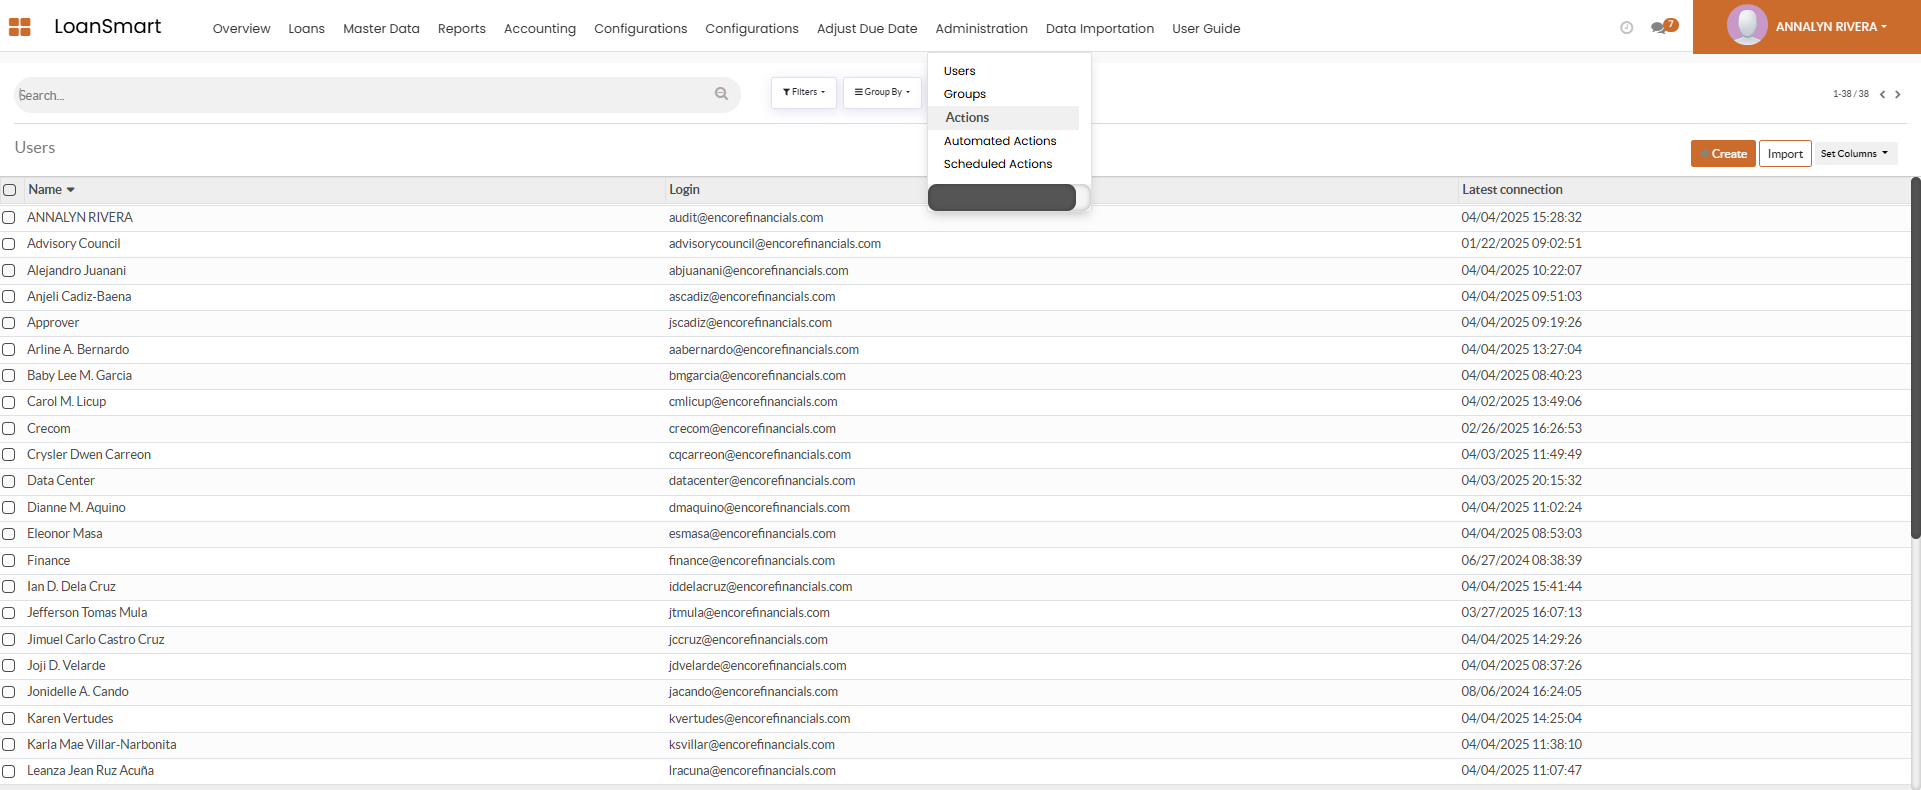 LoanSmart Overview Loans Master Data Reports Accounting Configurations Configurations Adjust Due Date Administration Data Importation User Guide 7 ANNALYN RIVERA
Users
Groups
Actions
Automated Actions
Scheduled Actions
Search... Filters Group By 1-38 / 38
Users Create Import Set Columns
Name Login Latest connection
ANNALYN RIVERA audit@encorefinancials.com 04/04/2025 15:28:32
Advisory Council advisorycouncil@encorefinancials.com 01/22/2025 09:02:51
Alejandro Juanani abjuanani@encorefinancials.com 04/04/2025 10:22:07
Anjeli Cadiz-Baena ascadiz@encorefinancials.com 04/04/2025 09:51:03
Approver jscadiz@encorefinancials.com 04/04/2025 09:19:26
Arline A. Bernardo aabernardo@encorefinancials.com 04/04/2025 13:27:04
Baby Lee M. Garcia bmgarcia@encorefinancials.com 04/04/2025 08:40:23
Carol M. Licup cmlicup@encorefinancials.com 04/02/2025 13:49:06
Crecom crecom@encorefinancials.com 02/26/2025 16:26:53
Crysler Dwen Carreon cqcarreon@encorefinancials.com 04/03/2025 11:49:49
Data Center datacenter@encorefinancials.com 04/03/2025 20:15:32
Dianne M. Aquino dmaquino@encorefinancials.com 04/04/2025 11:02:24
Eleonor Masa esmasa@encorefinancials.com 04/04/2025 08:53:03
Finance finance@encorefinancials.com 06/27/2024 08:38:39
Ian D. Dela Cruz iddelacruz@encorefinancials.com 04/04/2025 15:41:44
Jefferson Tomas Mula jtmula@encorefinancials.com 03/27/2025 16:07:13
Jimuel Carlo Castro Cruz jccruz@encorefinancials.com 04/04/2025 14:29:26
Joji D. Velarde jdvelarde@encorefinancials.com 04/04/2025 08:37:26
Jonidelle A. Cando jacando@encorefinancials.com 08/06/2024 16:24:05
Karen Vertudes kvertudes@encorefinancials.com 04/04/2025 14:25:04
Karla Mae Villar-Narbonita ksvillar@encorefinancials.com 04/04/2025 11:38:10
Leanza Jean Ruz Acuña lracuna@encorefinancials.com 04/04/2025 11:07:47